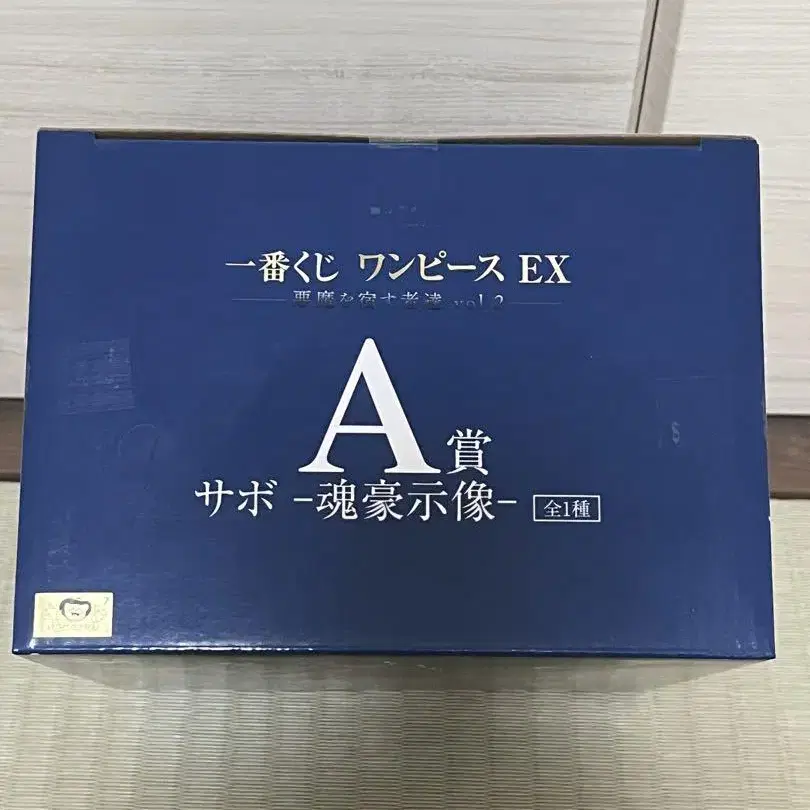 一番くじ ワンピース EX
悪魔を宿す者達 vol.2
A賞
サボ -魂豪示像- 全1種